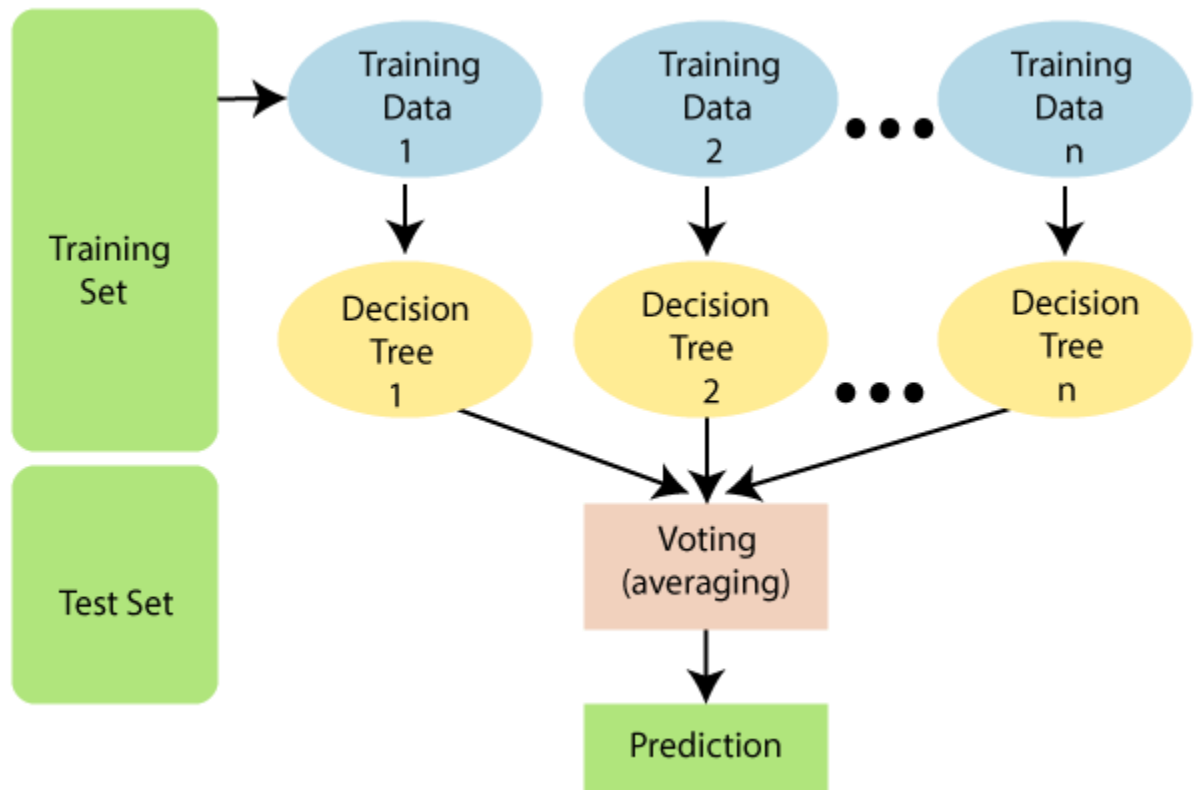 Training
Set
Test Set
Training
Data
1
Training
Data
2
Training
Data
n
Decision
Tree
1
Decision
Tree
2
Decision
Tree
n
Voting
(averaging)
Prediction